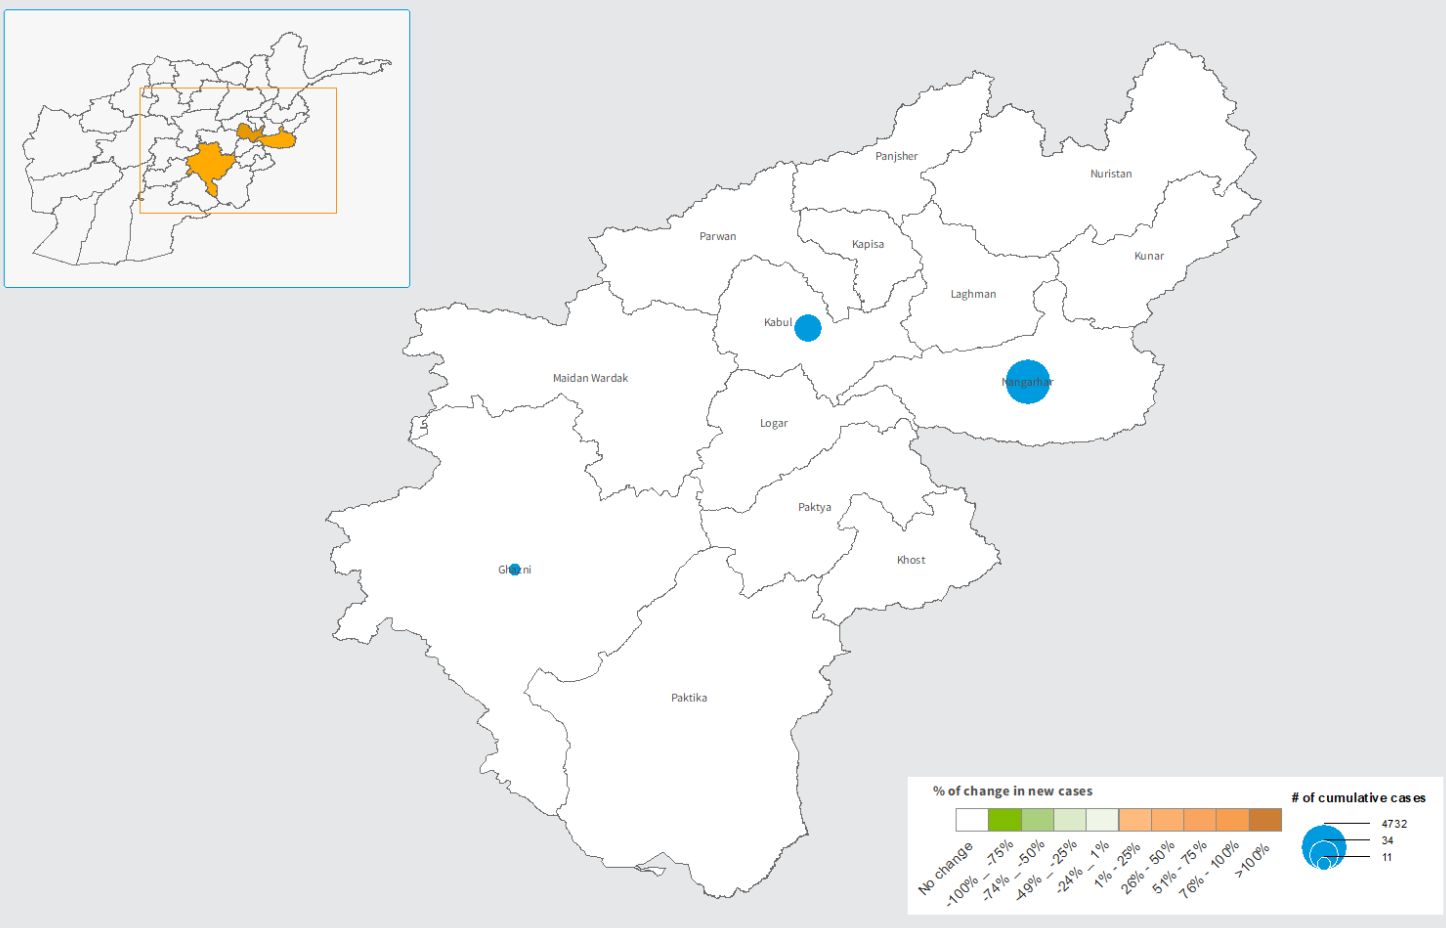 Panjsher
Nuristan
Parwan
Kapisa
Kunar
Laghman
Kabul
Maidan Wardak
Nangarhar
Logar
Paktya
Khost
Ghazni
Paktika
% of change in new cases
# of cumulative cases
4732
34
11
No change
-100% _ -75%
-74% _ -50%
-49% _ -25%
-24% _ 1%
1% - 25%
26% - 50%
51% - 75%
76% - 100%
>100%